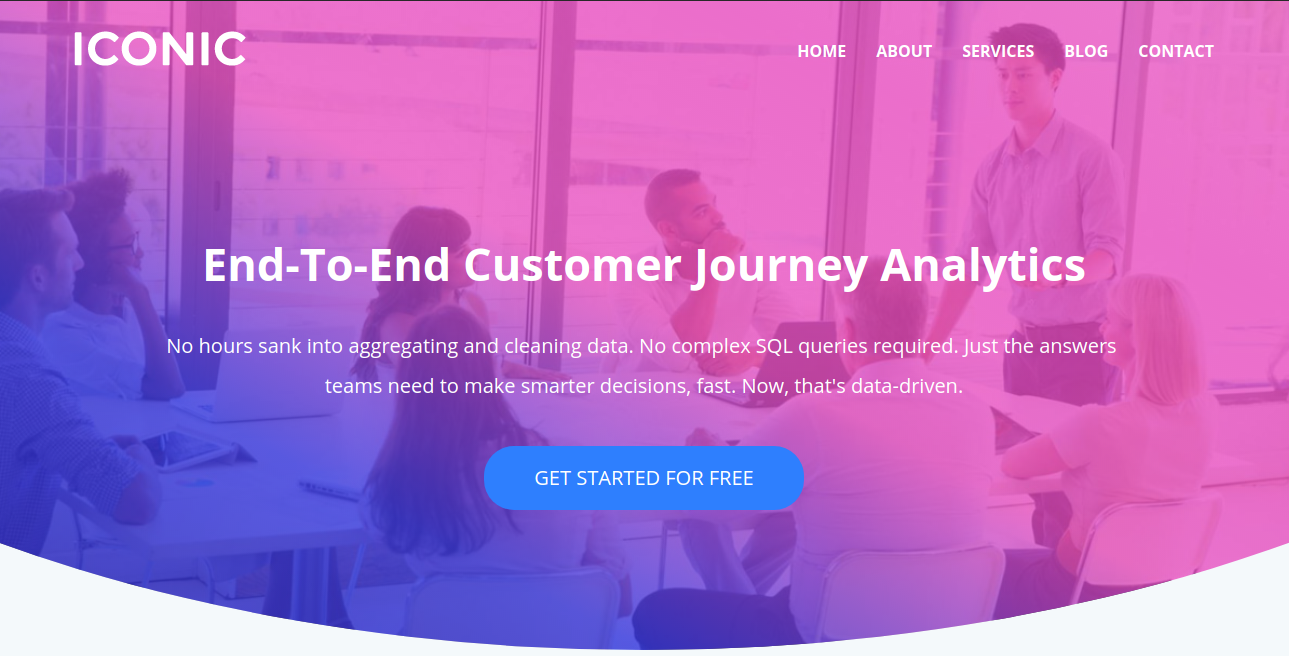 ICONIC
HOME ABOUT SERVICES BLOG CONTACT
End-To-End Customer Journey Analytics
No hours sank into aggregating and cleaning data. No complex SQL queries required. Just the answers
teams need to make smarter decisions, fast. Now, that's data-driven.
GET STARTED FOR FREE